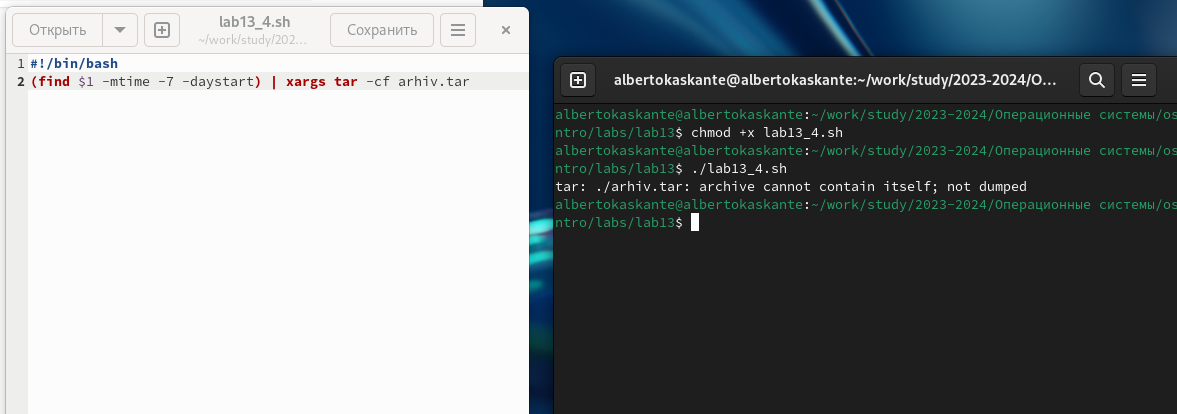 Открыть
lab13_4.sh
~/work/study/202...
Сохранить
1 #!/bin/bash
2 (find $1 -mtime -7 -daystart) | xargs tar -cf arhiv.tar
albertokaskante@albertokaskante:~/work/study/2023-2024/О...
albertokaskante@albertokaskante:~/work/study/2023-2024/Операционные системы/os
ntro/labs/lab13$ chmod +x lab13_4.sh
albertokaskante@albertokaskante:~/work/study/2023-2024/Операционные системы/os
ntro/labs/lab13$ ./lab13_4.sh
tar: ./arhiv.tar: archive cannot contain itself; not dumped
albertokaskante@albertokaskante:~/work/study/2023-2024/Операционные системы/os
ntro/labs/lab13$